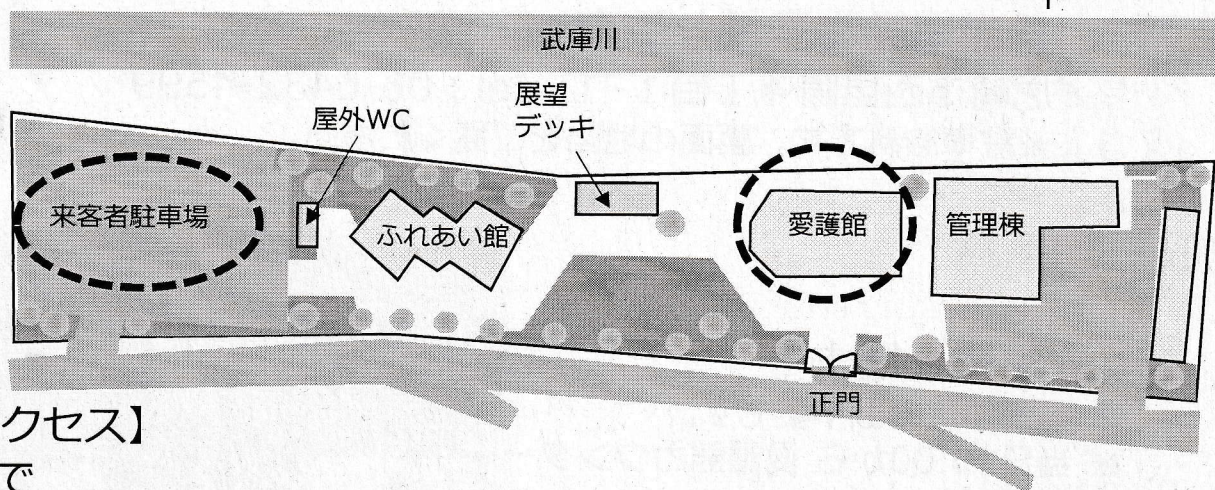 武庫川
展望
デッキ
屋外WC
来客者駐車場
ふれあい館
愛護館
管理棟
正門
クセス】
で